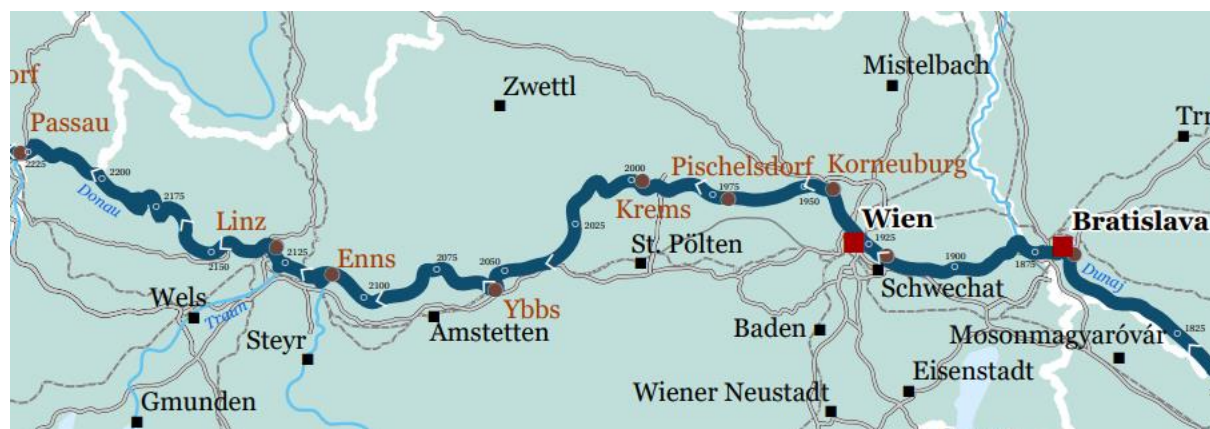 Mistelbach
Zwettl
orf
Passau
Trr
2225
2200
Donau
2175
Linz
2150
2125
Enns
2100
2075
2050
Ybbs
Amstetten
2025
2000
Krems
Pischelsdorf
1975
Korneuburg
1950
Wien
1925
Bratislava
St. Pölten
1900
1875
Schwechat
Dunaj
1825
Wels
Traun
Steyr
Baden
Mosonmagyaróvár
Eisenstadt
Wiener Neustadt
Gmunden